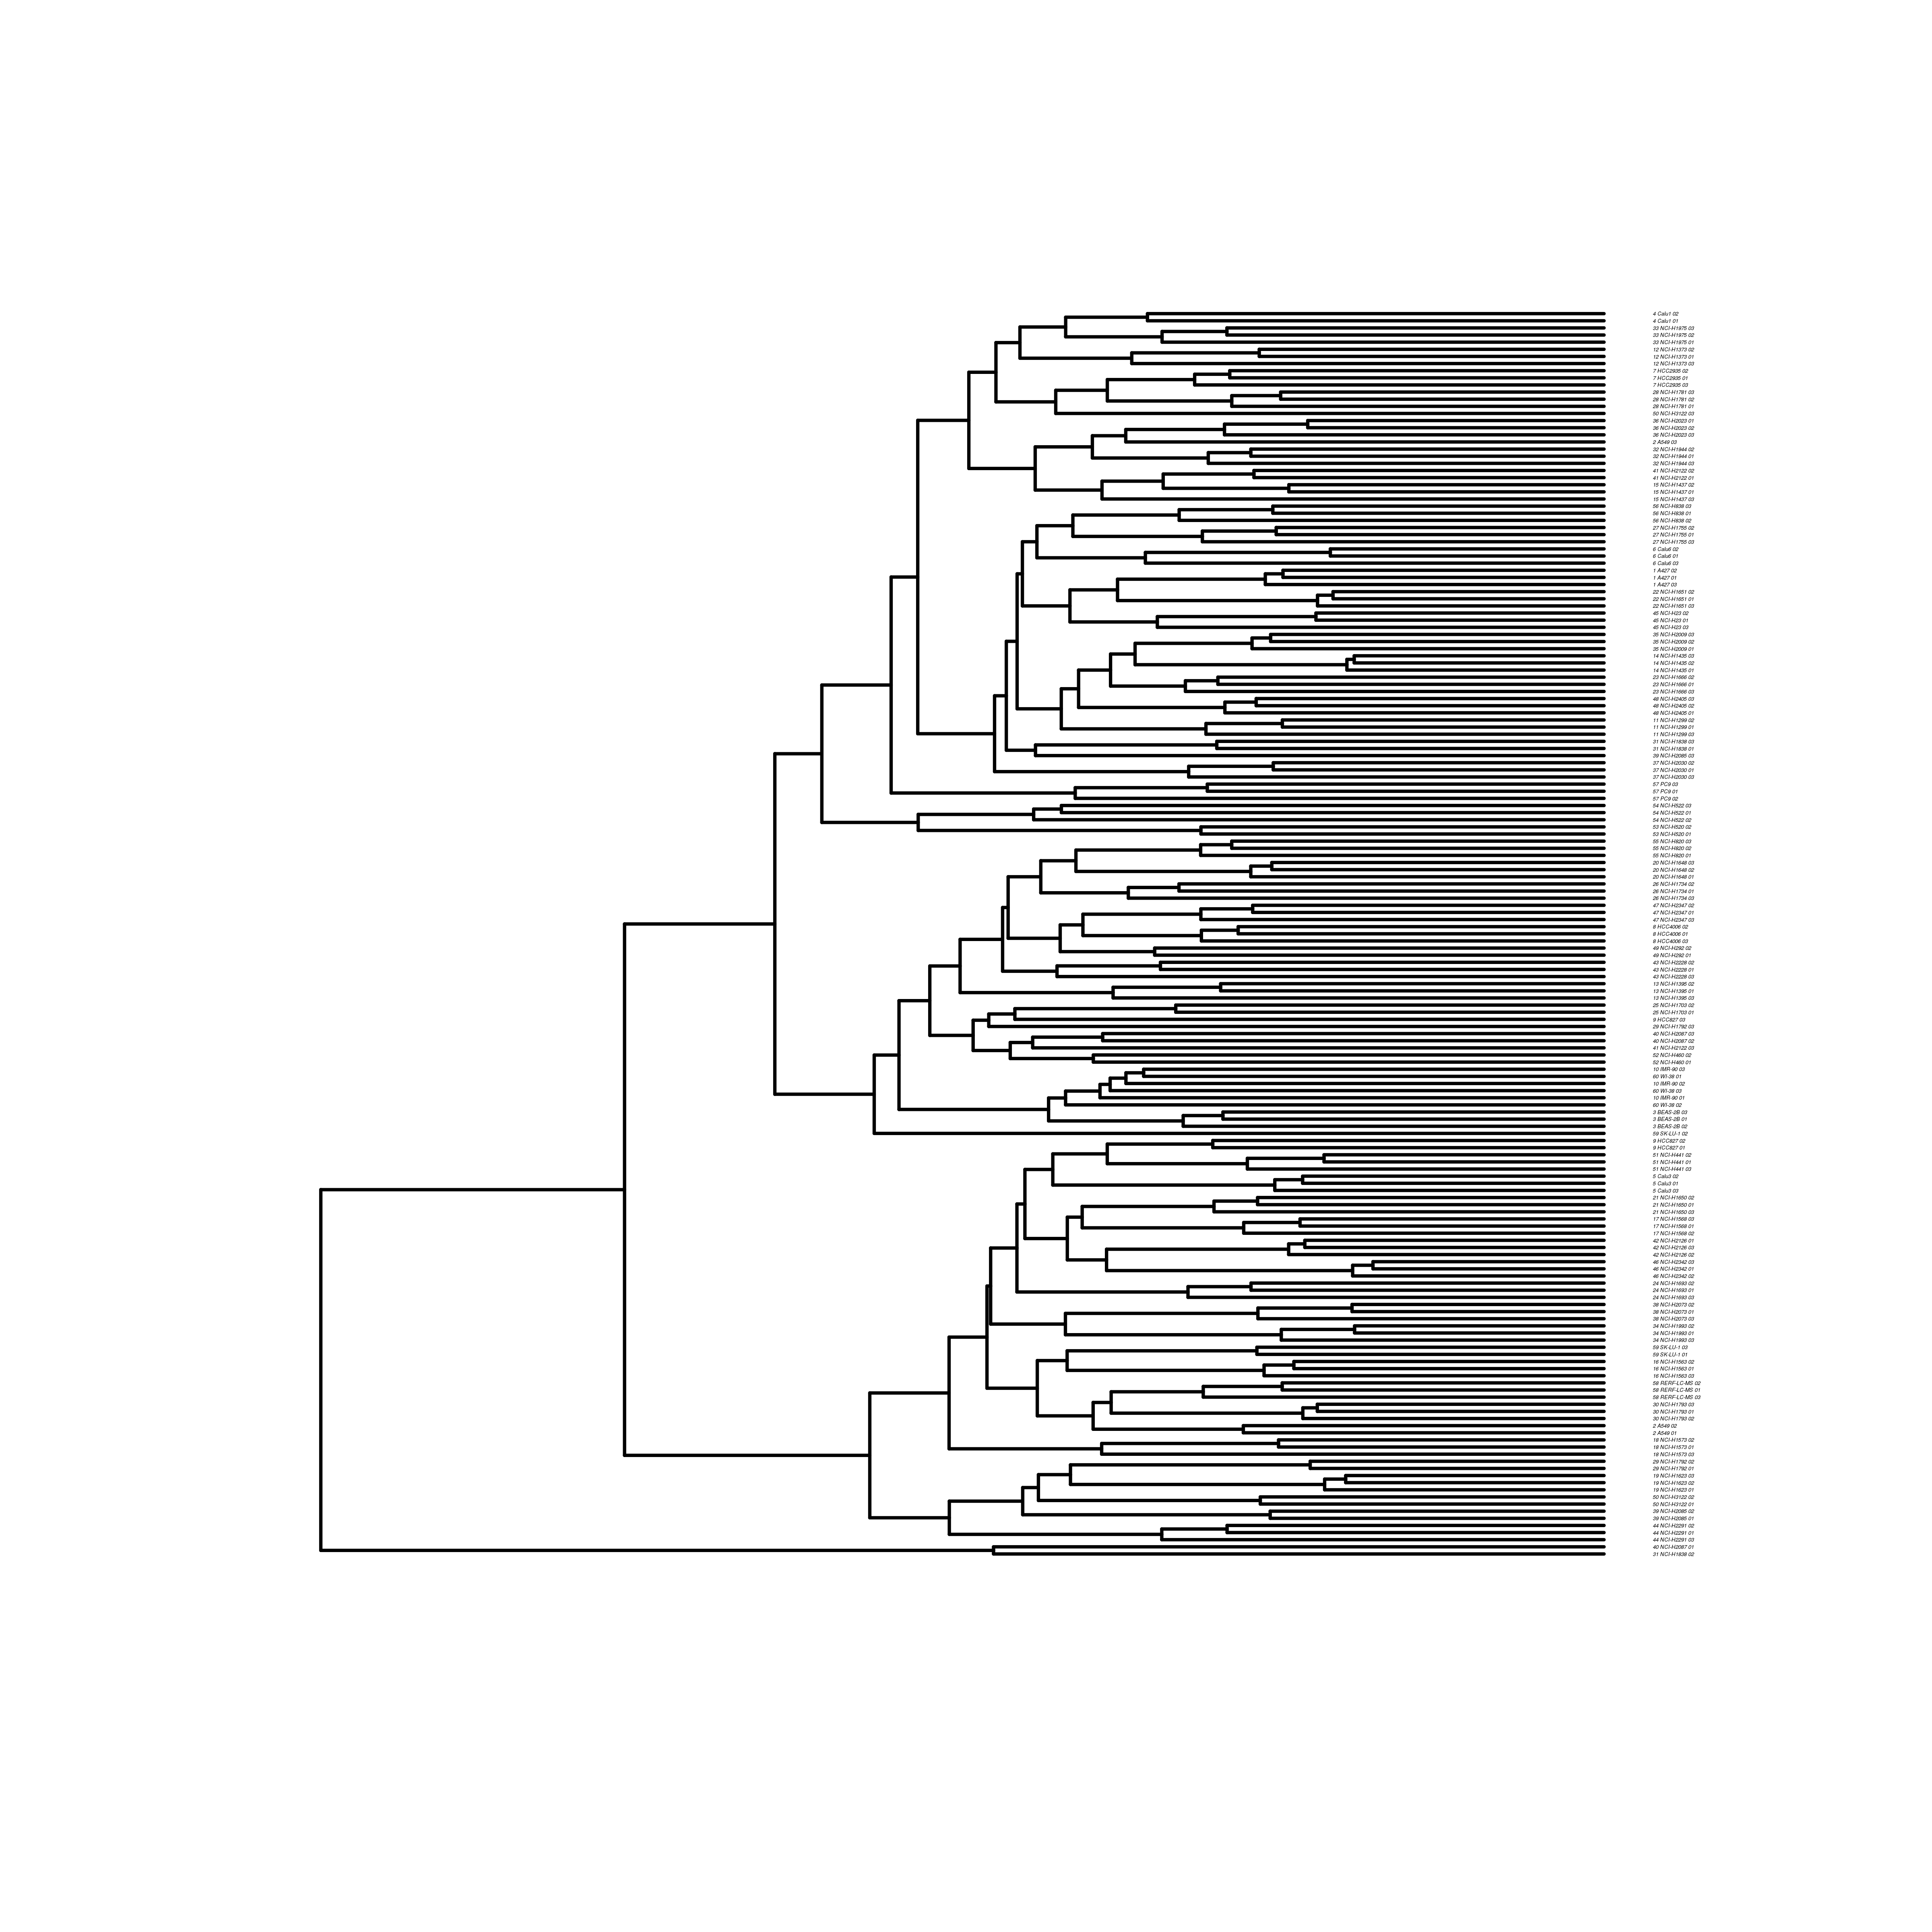 4 Calu1 02
4 Calu1 01
33 NCI-H1975 03
33 NCI-H1975 02
33 NCI-H1975 01
12 NCI-H1373 02
12 NCI-H1373 01
12 NCI-H1373 03
7 HCC2935 02
7 HCC2935 01
7 HCC2935 03
28 NCI-H1781 03
28 NCI-H1781 02
28 NCI-H1781 01
50 NCI-H3122 03
36 NCI-H2023 01
36 NCI-H2023 02
36 NCI-H2023 03
2 A549 03
32 NCI-H1944 02
32 NCI-H1944 01
32 NCI-H1944 03
41 NCI-H2122 02
41 NCI-H2122 01
15 NCI-H1437 02
15 NCI-H1437 01
15 NCI-H1437 03
56 NCI-H838 03
56 NCI-H838 01
56 NCI-H838 02
27 NCI-H1755 02
27 NCI-H1755 01
27 NCI-H1755 03
6 Calu6 02
6 Calu6 01
6 Calu6 03
1 A427 02
1 A427 01
1 A427 03
22 NCI-H1651 02
22 NCI-H1651 01
22 NCI-H1651 03
45 NCI-H23 02
45 NCI-H23 01
45 NCI-H23 03
35 NCI-H2009 03
35 NCI-H2009 02
35 NCI-H2009 01
14 NCI-H1435 03
14 NCI-H1435 02
14 NCI-H1435 01
23 NCI-H1666 02
23 NCI-H1666 01
23 NCI-H1666 03
48 NCI-H2405 03
48 NCI-H2405 02
48 NCI-H2405 01
11 NCI-H1299 02
11 NCI-H1299 01
11 NCI-H1299 03
31 NCI-H1838 03
31 NCI-H1838 01
39 NCI-H2085 03
37 NCI-H2030 02
37 NCI-H2030 01
37 NCI-H2030 03
57 PC9 03
57 PC9 01
57 PC9 02
54 NCI-H522 03
54 NCI-H522 01
54 NCI-H522 02
53 NCI-H520 02
53 NCI-H520 01
55 NCI-H820 03
55 NCI-H820 02
55 NCI-H820 01
20 NCI-H1648 03
20 NCI-H1648 02
20 NCI-H1648 01
26 NCI-H1734 02
26 NCI-H1734 01
26 NCI-H1734 03
47 NCI-H2347 02
47 NCI-H2347 01
47 NCI-H2347 03
8 HCC4006 02
8 HCC4006 01
8 HCC4006 03
49 NCI-H292 02
49 NCI-H292 01
43 NCI-H2228 02
43 NCI-H2228 01
43 NCI-H2228 03
13 NCI-H1395 02
13 NCI-H1395 01
13 NCI-H1395 03
25 NCI-H1703 02
25 NCI-H1703 01
9 HCC827 03
29 NCI-H1792 03
40 NCI-H2087 03
40 NCI-H2087 02
41 NCI-H2122 03
52 NCI-H460 02
52 NCI-H460 01
10 IMR-90 03
60 WI-38 01
10 IMR-90 02
60 WI-38 03
10 IMR-90 01
60 WI-38 02
3 BEAS-2B 03
3 BEAS-2B 01
3 BEAS-2B 02
59 SK-LU-1 02
9 HCC827 02
9 HCC827 01
51 NCI-H441 02
51 NCI-H441 01
51 NCI-H441 03
5 Calu3 02
5 Calu3 01
5 Calu3 03
21 NCI-H1650 02
21 NCI-H1650 01
21 NCI-H1650 03
17 NCI-H1568 03
17 NCI-H1568 01
17 NCI-H1568 02
42 NCI-H2126 01
42 NCI-H2126 03
42 NCI-H2126 02
46 NCI-H2342 03
46 NCI-H2342 01
46 NCI-H2342 02
24 NCI-H1693 02
24 NCI-H1693 01
24 NCI-H1693 03
38 NCI-H2073 02
38 NCI-H2073 01
38 NCI-H2073 03
34 NCI-H1993 02
34 NCI-H1993 01
34 NCI-H1993 03
59 SK-LU-1 03
59 SK-LU-1 01
16 NCI-H1563 02
16 NCI-H1563 01
16 NCI-H1563 03
58 RERF-LC-MS 02
58 RERF-LC-MS 01
58 RERF-LC-MS 03
30 NCI-H1793 03
30 NCI-H1793 01
30 NCI-H1793 02
2 A549 02
2 A549 01
18 NCI-H1573 02
18 NCI-H1573 01
18 NCI-H1573 03
29 NCI-H1792 02
29 NCI-H1792 01
19 NCI-H1623 03
19 NCI-H1623 02
19 NCI-H1623 01
50 NCI-H3122 02
50 NCI-H3122 01
39 NCI-H2085 02
39 NCI-H2085 01
44 NCI-H2291 02
44 NCI-H2291 01
44 NCI-H2291 03
40 NCI-H2087 01
31 NCI-H1838 02